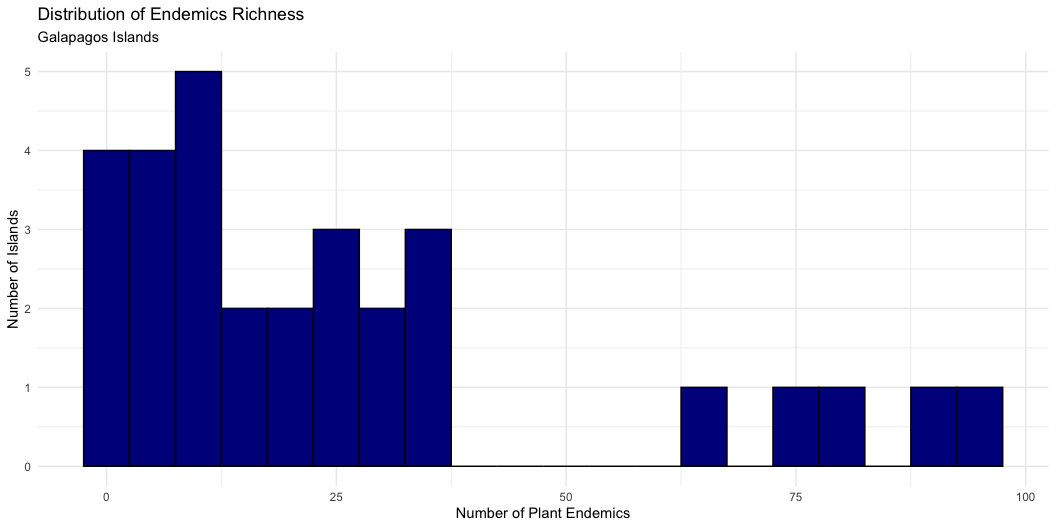 Distribution of Endemics Richness
Galapagos Islands
Number of Islands
5
4
3
2
1
0
0 25 50 75 100
Number of Plant Endemics